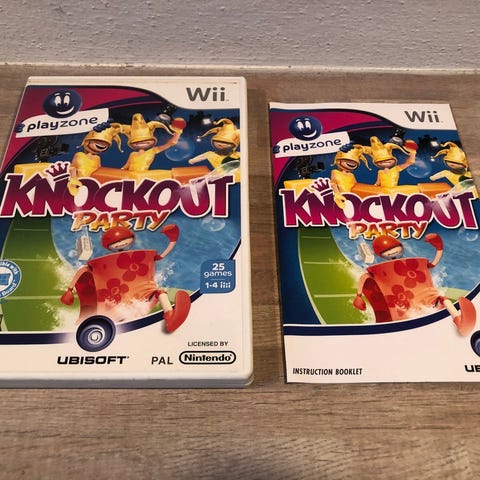 Wii
playzone
KNOCKOUT
PARTY
25
games
1-4
UBISOFT
PAL
LICENSED BY
Nintendo
Wii
playzone
KNOCKOUT
PARTY
INSTRUCTION BOOKLET
UB